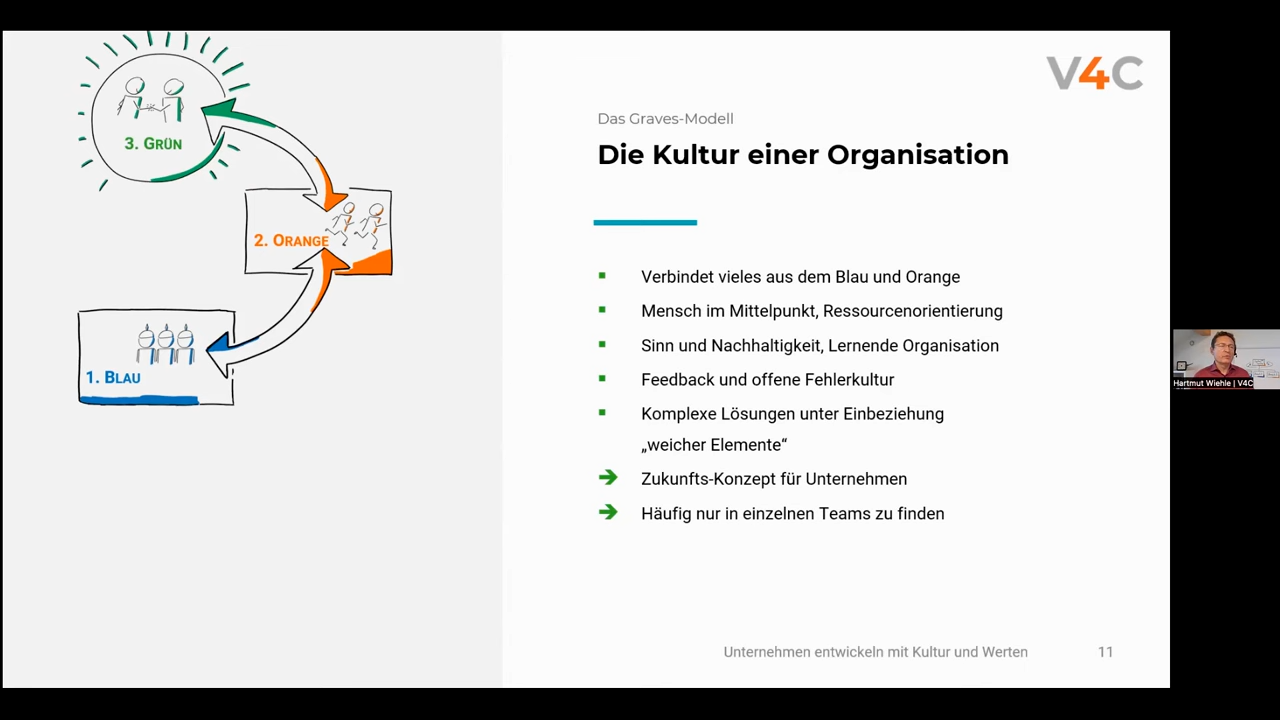 V4C
3. GRÜN
2. ORANGE
1. BLAU
Das Graves-Modell
Die Kultur einer Organisation
Verbindet vieles aus dem Blau und Orange
Mensch im Mittelpunkt, Ressourcenorientierung
Sinn und Nachhaltigkeit, Lernende Organisation
Feedback und offene Fehlerkultur
Komplexe Lösungen unter Einbeziehung
„weicher Elemente“
Zukunfts-Konzept für Unternehmen
Häufig nur in einzelnen Teams zu finden
Unternehmen entwickeln mit Kultur und Werten
11
Hartmut Wiehle | V4C